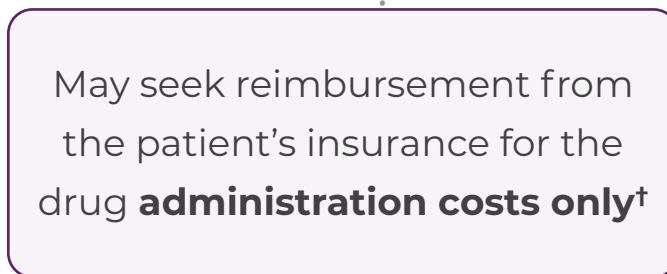 May seek reimbursement from
the patient’s insurance for the
drug administration costs only†